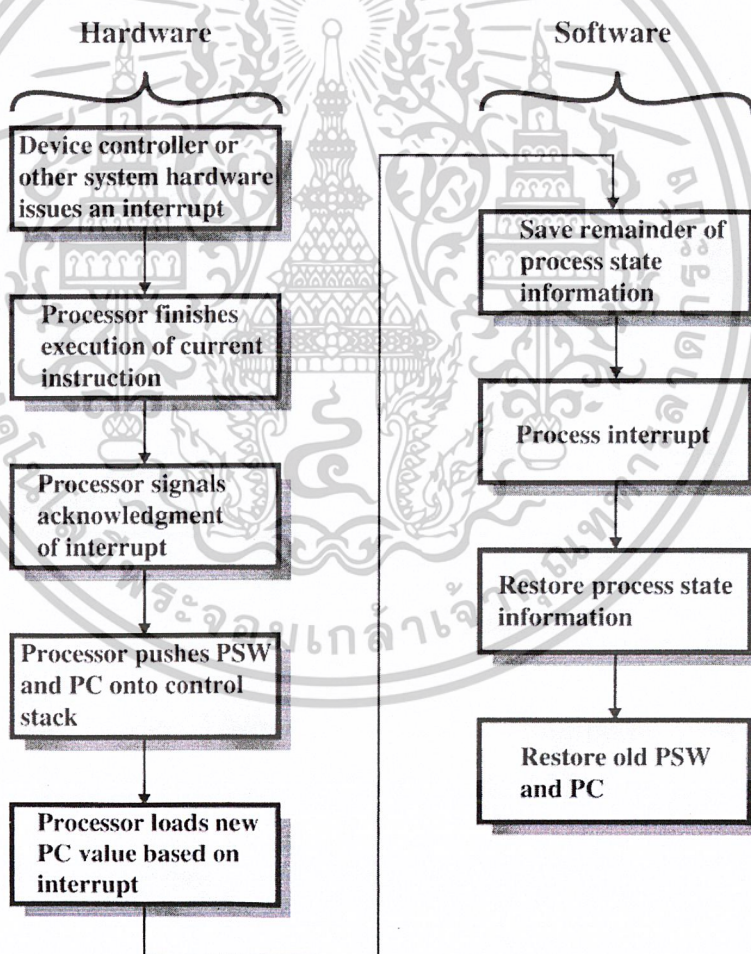 Hardware
Device controller or
other system hardware
issues an interrupt
Processor finishes
execution of current
instruction
Processor signals
acknowledgment
of interrupt
Processor pushes PSW
and PC onto control
stack
Processor loads new
PC value based on
interrupt
Software
Save remainder of
process state
information
Process interrupt
Restore process state
information
Restore old PSW
and PC